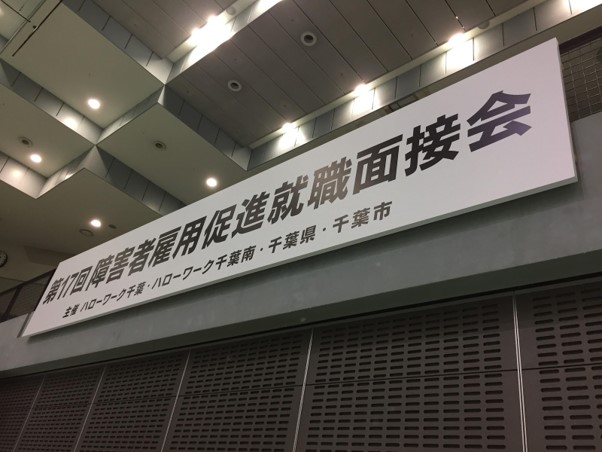 第17回 障害者雇用促進就職面接会
主催 ハローワーク千葉・ハローワーク千葉南・千葉県・千葉市